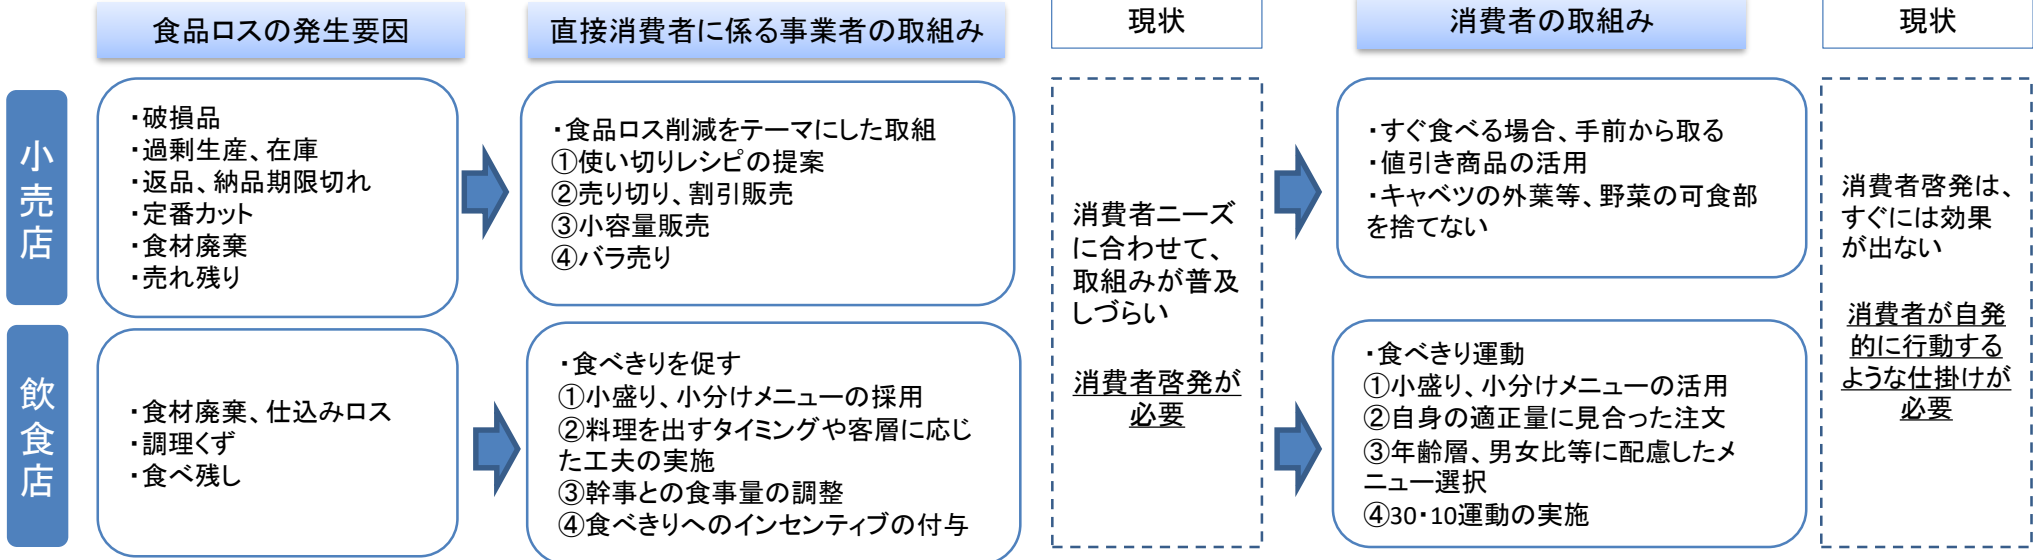 食品ロスの発生要因
直接消費者に係る事業者の取組み
現状
消費者の取組み
現状
小売店
・破損品
・過剰生産、在庫
・返品、納品期限切れ
・定番カット
・食材廃棄
・売れ残り
・食品ロス削減をテーマにした取組
①使い切りレシピの提案
②売り切り、割引販売
③小容量販売
④バラ売り
消費者ニーズ
に合わせて、
取組みが普及
しづらい
消費者啓発が
必要
・すぐ食べる場合、手前から取る
・値引き商品の活用
・キャベツの外葉等、野菜の可食部
を捨てない
消費者啓発は、
すぐには効果
が出ない
消費者が自発
的に行動する
ような仕掛けが
必要
飲食店
・食材廃棄、仕込みロス
・調理くず
・食べ残し
・食べきりを促す
①小盛り、小分けメニューの採用
②料理を出すタイミングや客層に応じ
た工夫の実施
③幹事との食事量の調整
④食べきりへのインセンティブの付与
・食べきり運動
①小盛り、小分けメニューの活用
②自身の適正量に見合った注文
③年齢層、男女比等に配慮したメ
ニュー選択
④30・10運動の実施